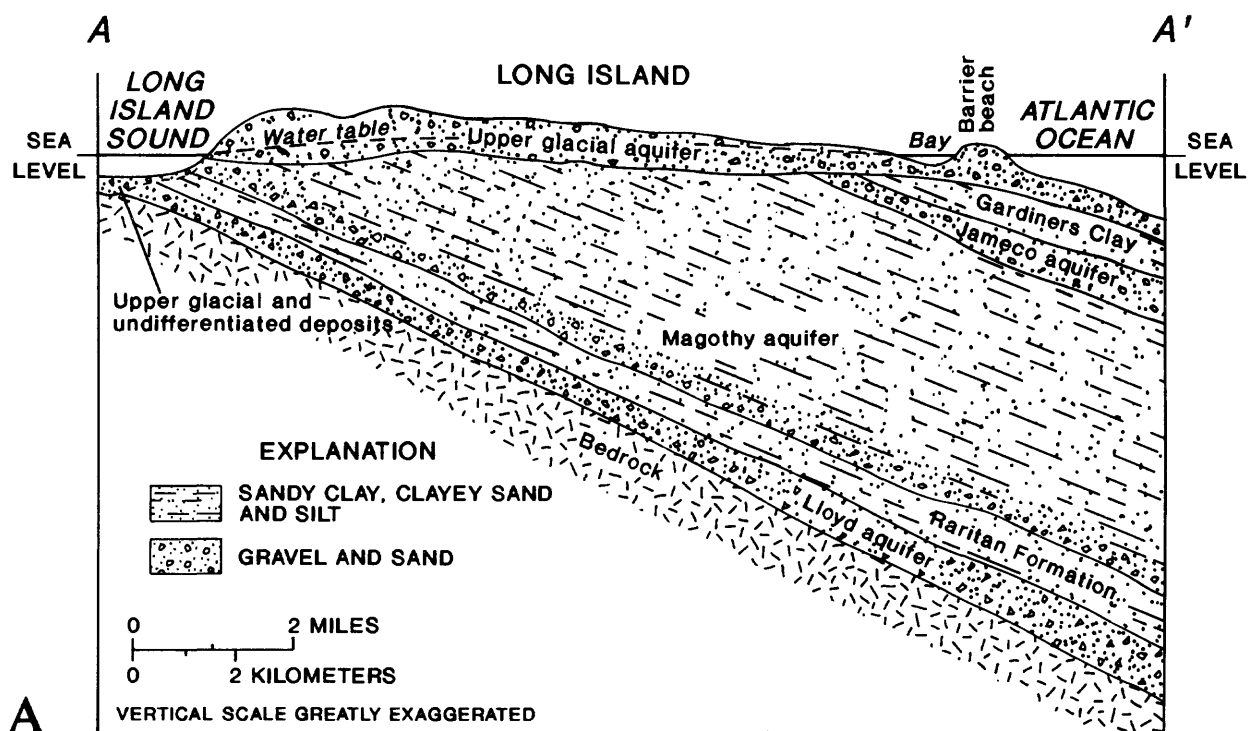 A
A'
LONG
ISLAND
SOUND
LONG ISLAND
Barrier
beach
ATLANTIC
OCEAN
SEA
LEVEL
Water table
Upper glacial aquifer
Bay
SEA
LEVEL
Gardiners Clay
Jameco aquifer
Upper glacial and
undifferentiated deposits
Magothy aquifer
Bedrock
Lloyd aquifer
Raritan Formation
EXPLANATION
SANDY CLAY, CLAYEY SAND
AND SILT
GRAVEL AND SAND
0 2 MILES
0 2 KILOMETERS
A
VERTICAL SCALE GREATLY EXAGGERATED